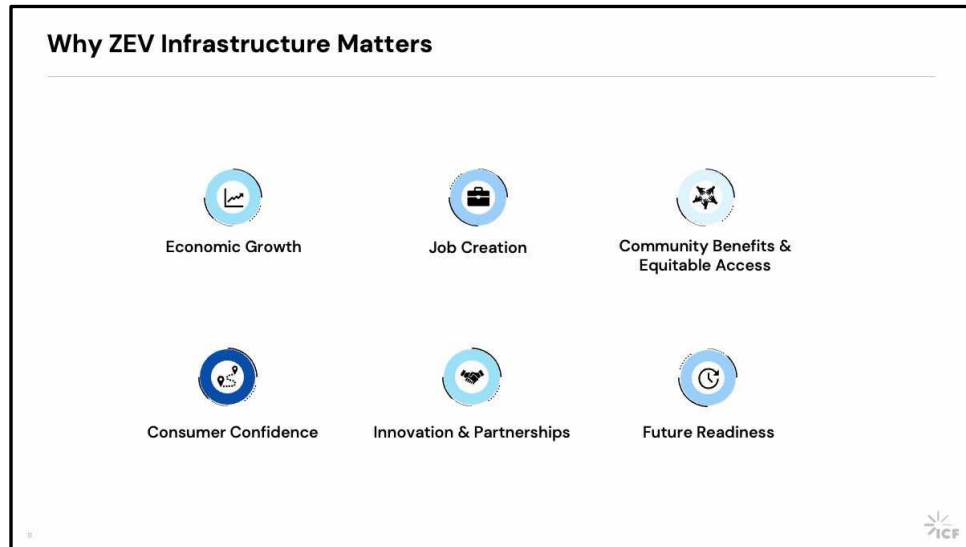 Why ZEV Infrastructure Matters
Economic Growth
Job Creation
Community Benefits &
Equitable Access
Consumer Confidence
Innovation & Partnerships
Future Readiness
ICF